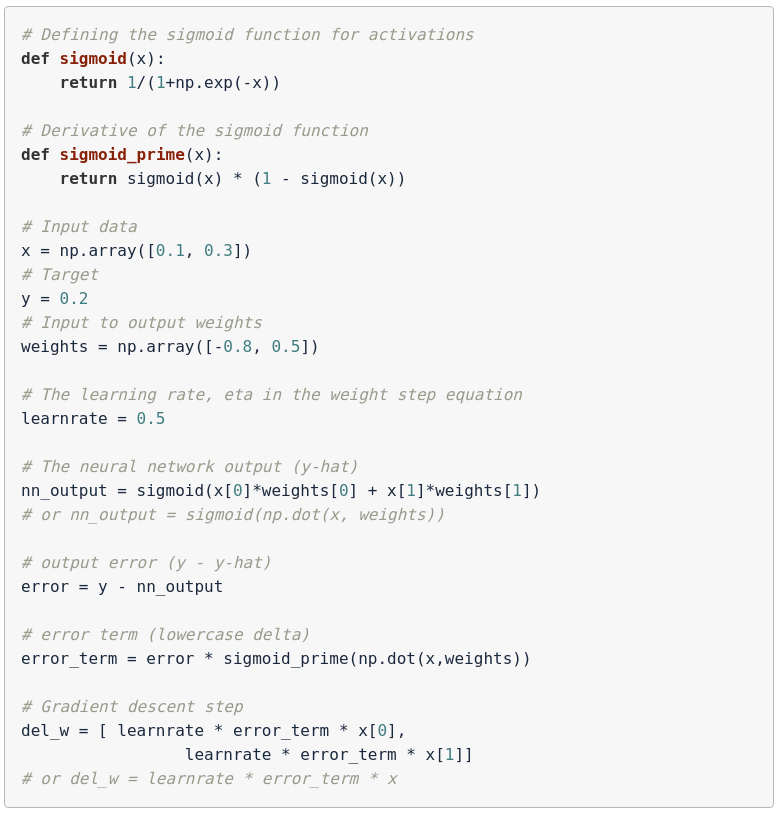 # Defining the sigmoid function for activations
def sigmoid(x):
    return 1/(1+np.exp(-x))

# Derivative of the sigmoid function
def sigmoid_prime(x):
    return sigmoid(x) * (1 - sigmoid(x))

# Input data
x = np.array([0.1, 0.3])
# Target
y = 0.2
# Input to output weights
weights = np.array([-0.8, 0.5])

# The learning rate, eta in the weight step equation
learnrate = 0.5

# The neural network output (y-hat)
nn_output = sigmoid(x[0]*weights[0] + x[1]*weights[1])
# or nn_output = sigmoid(np.dot(x, weights))

# output error (y - y-hat)
error = y - nn_output

# error term (lowercase delta)
error_term = error * sigmoid_prime(np.dot(x,weights))

# Gradient descent step
del_w = [ learnrate * error_term * x[0],
                 learnrate * error_term * x[1]]
# or del_w = learnrate * error_term * x